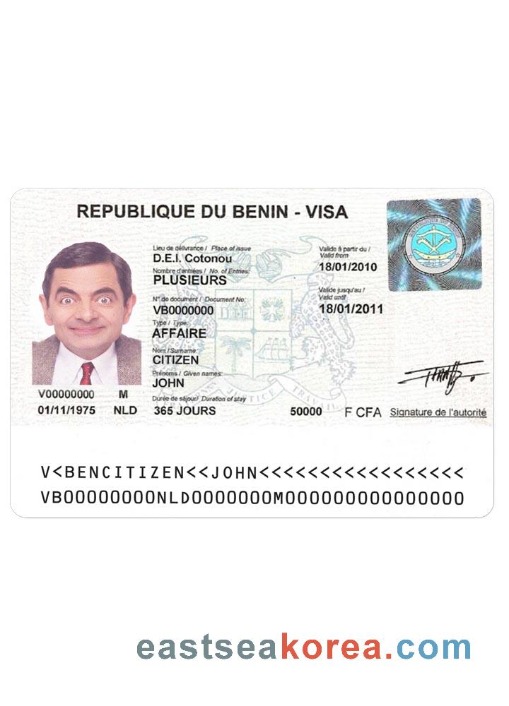 REPUBLIQUE DU BENIN - VISA
Lieu de délivrance / Place of issue
D.E.I. Cotonou
Valide à partir du /
Valid from
18/01/2010
Nombre d'entrées / No. of Entries
PLUSIEURS
Valide jusqu'au /
Valid until
18/01/2011
N° de document / Document No
VB0000000
Type / Type
AFFAIRE
Nom / Surname
CITIZEN
Prénoms / Given names
JOHN
V00000000 M
01/11/1975 NLD
Durée de séjour/ Duration of stay
365 JOURS
50000 F CFA
Signature de l'autorité
V<BENCITIZEN<<JOHN<<<<<<<<<<<<<<<<<
VB00000000NLD0000000M00000000000000
eastseakorea.com